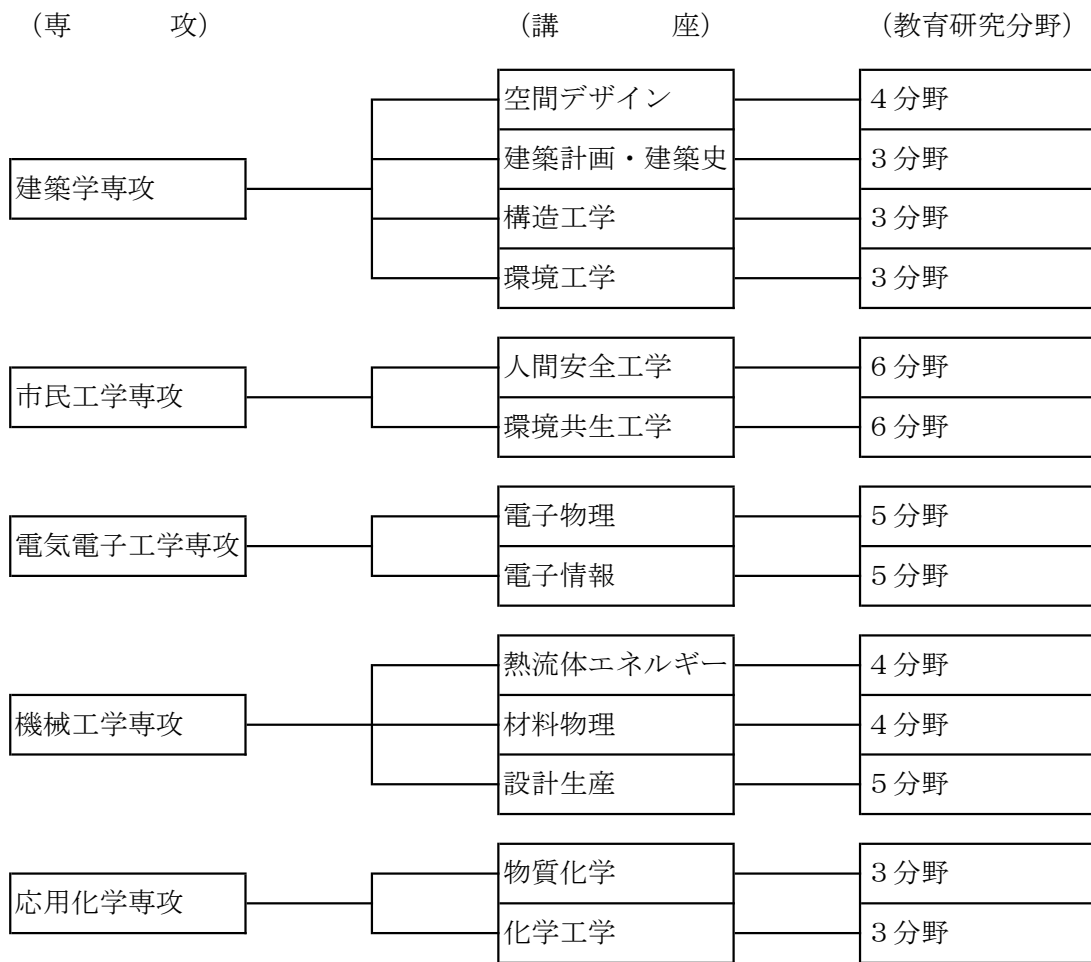 （専　　　攻）　（講　　　座）　（教育研究分野）
空間デザイン　４分野
建築計画・建築史　３分野
建築学専攻
構造工学　３分野
環境工学　３分野
人間安全工学　６分野
市民工学専攻
環境共生工学　６分野
電子物理　５分野
電気電子工学専攻
電子情報　５分野
熱流体エネルギー　４分野
機械工学専攻　材料物理　４分野
設計生産　５分野
物質化学　３分野
応用化学専攻
化学工学　３分野